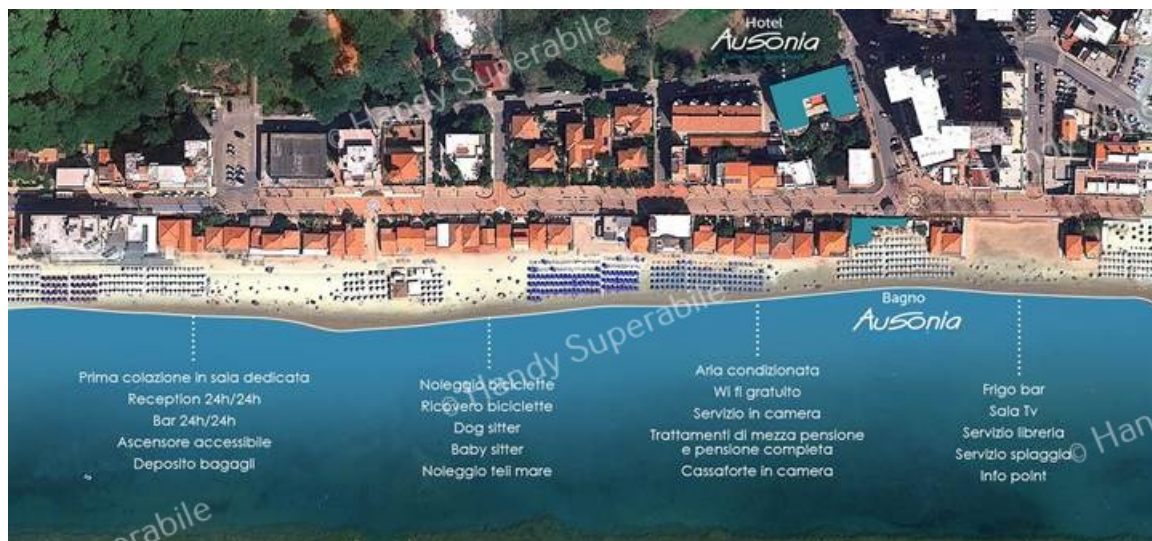 Hotel
Ausonia
© Handy Superabile
Bagno
Ausonia
Prima colazione in sala dedicata
Reception 24h/24h
Bar 24h/24h
Ascensore accessibile
Deposito bagagli
Noleggio biciclette
Ricovero biciclette
Dog sitter
Baby sitter
Noleggio teli mare
© Handy Superabile
Aria condizionata
Wi fi gratuito
Servizio in camera
Trattamenti di mezza pensione
e pensione completa
Cassaforte in camera
Frigo bar
Sala Tv
Servizio libreria
Servizio spiaggia
Info point
© Han
erabile